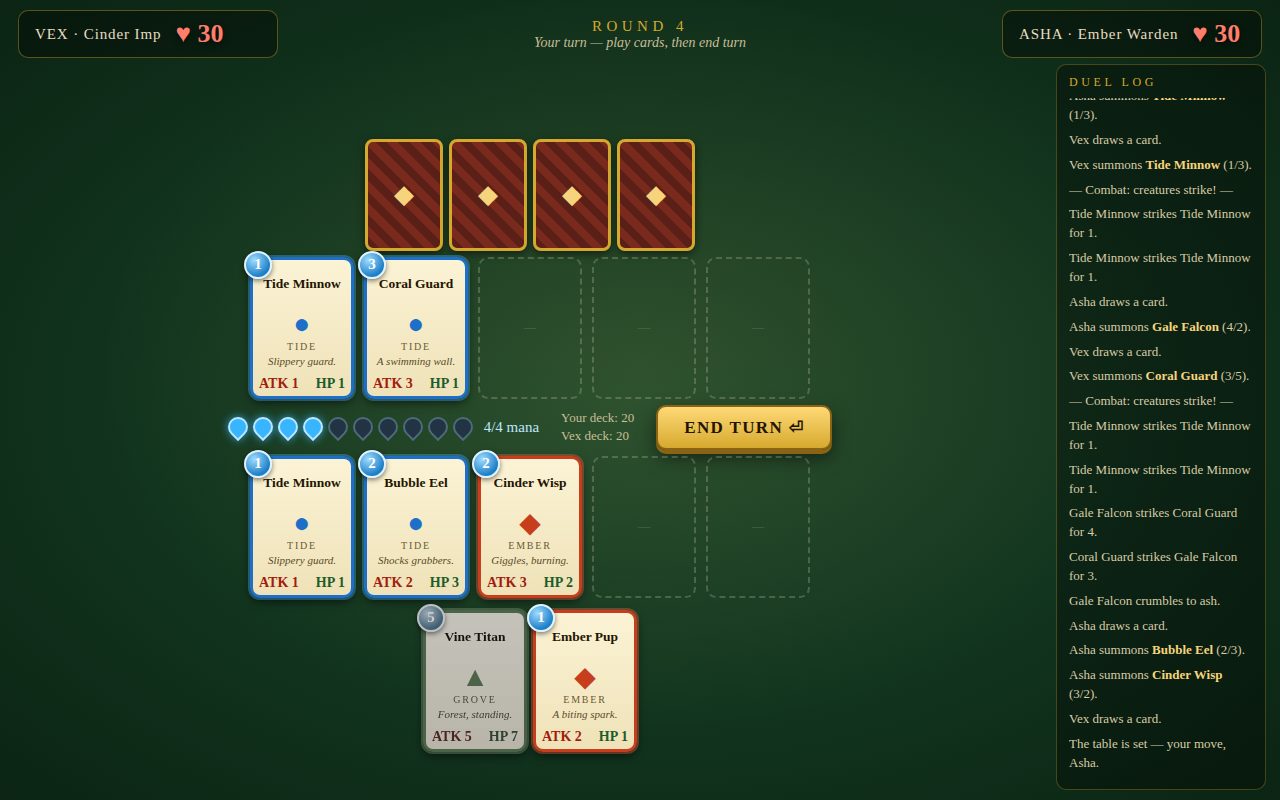 VEX · Cinder Imp ♥ 30
ROUND 4
Your turn — play cards, then end turn
ASHA · Ember Warden ♥ 30
1
Tide Minnow
TIDE
Slippery guard.
ATK 1 HP 1
3
Coral Guard
TIDE
A swimming wall.
ATK 3 HP 1
—
—
—
4/4 mana
Your deck: 20
Vex deck: 20
END TURN ⏎
1
Tide Minnow
TIDE
Slippery guard.
ATK 1 HP 1
2
Bubble Eel
TIDE
Shocks grabbers.
ATK 2 HP 3
2
Cinder Wisp
EMBER
Giggles, burning.
ATK 3 HP 2
—
—
5
Vine Titan
GROVE
Forest, standing.
ATK 5 HP 7
1
Ember Pup
EMBER
A biting spark.
ATK 2 HP 1
DUEL LOG
Asha summons Tide Minnow
(1/3).
Vex draws a card.
Vex summons Tide Minnow (1/3).
— Combat: creatures strike! —
Tide Minnow strikes Tide Minnow
for 1.
Tide Minnow strikes Tide Minnow
for 1.
Asha draws a card.
Asha summons Gale Falcon (4/2).
Vex draws a card.
Vex summons Coral Guard (3/5).
— Combat: creatures strike! —
Tide Minnow strikes Tide Minnow
for 1.
Tide Minnow strikes Tide Minnow
for 1.
Gale Falcon strikes Coral Guard
for 4.
Coral Guard strikes Gale Falcon
for 3.
Gale Falcon crumbles to ash.
Asha draws a card.
Asha summons Bubble Eel (2/3).
Asha summons Cinder Wisp
(3/2).
Vex draws a card.
The table is set — your move,
Asha.